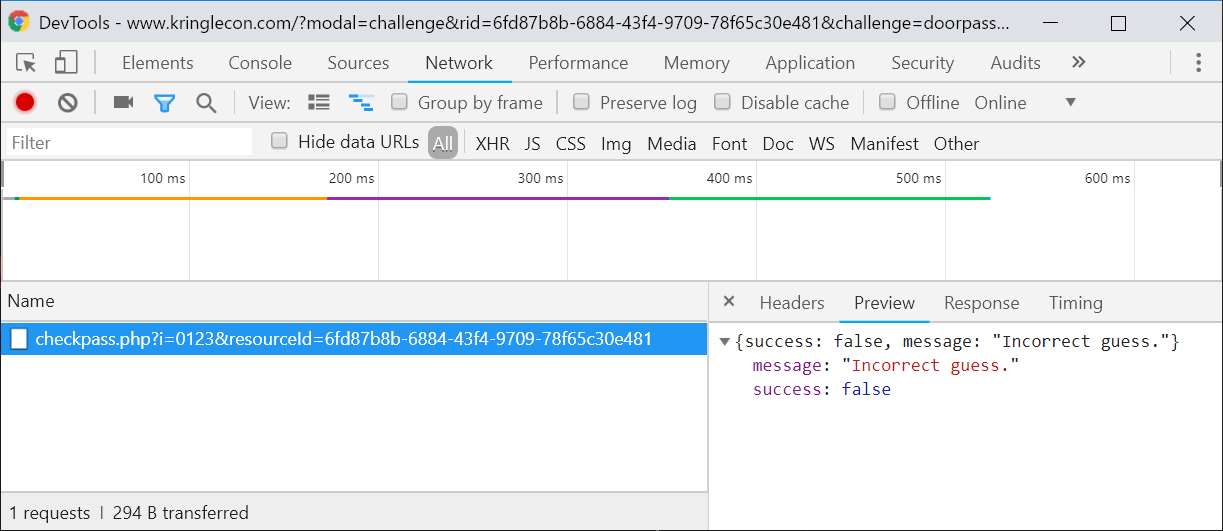 DevTools - www.kringlecon.com/?modal=challenge&rid=6fd87b8b-6884-43f4-9709-78f65c30e481&challenge=doorpass...
Elements Console Sources Network Performance Memory Application Security Audits »
View: Group by frame Preserve log Disable cache Offline Online
Filter Hide data URLs All XHR JS CSS Img Media Font Doc WS Manifest Other
100 ms 200 ms 300 ms 400 ms 500 ms 600 ms
Name
× Headers Preview Response Timing
checkpass.php?i=0123&resourceId=6fd87b8b-6884-43f4-9709-78f65c30e481
{success: false, message: "Incorrect guess."}
message: "Incorrect guess."
success: false
1 requests | 294 B transferred